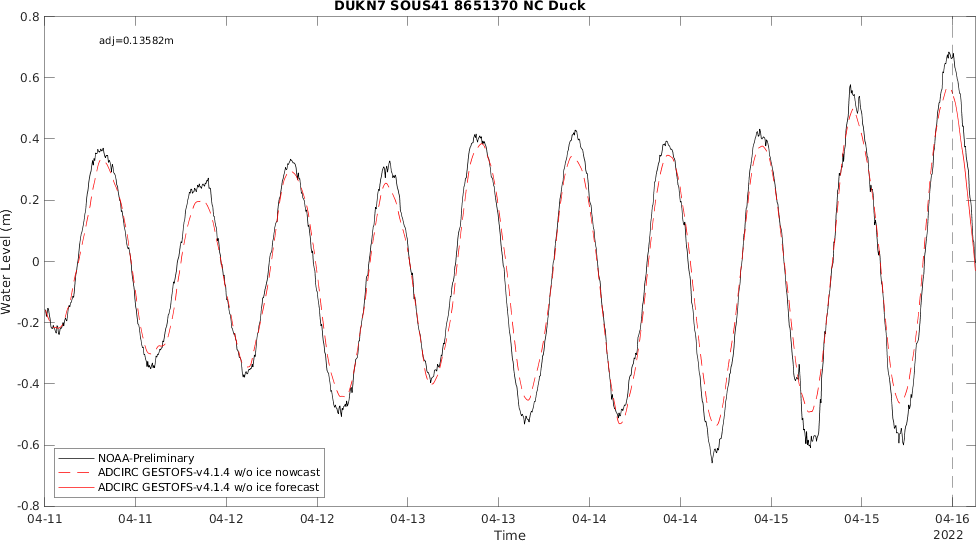 DUKN7 SOUS41 8651370 NC Duck
0.8
adj=0.13582m
0.6
0.4
0.2
0
-0.2
-0.4
-0.6
-0.8
Water Level (m)
NOAA-Preliminary
ADCIRC GESTOFS-v4.1.4 w/o ice nowcast
ADCIRC GESTOFS-v4.1.4 w/o ice forecast
04-11 04-11 04-12 04-12 04-13 04-13 04-14 04-14 04-15 04-15 04-16
Time
2022